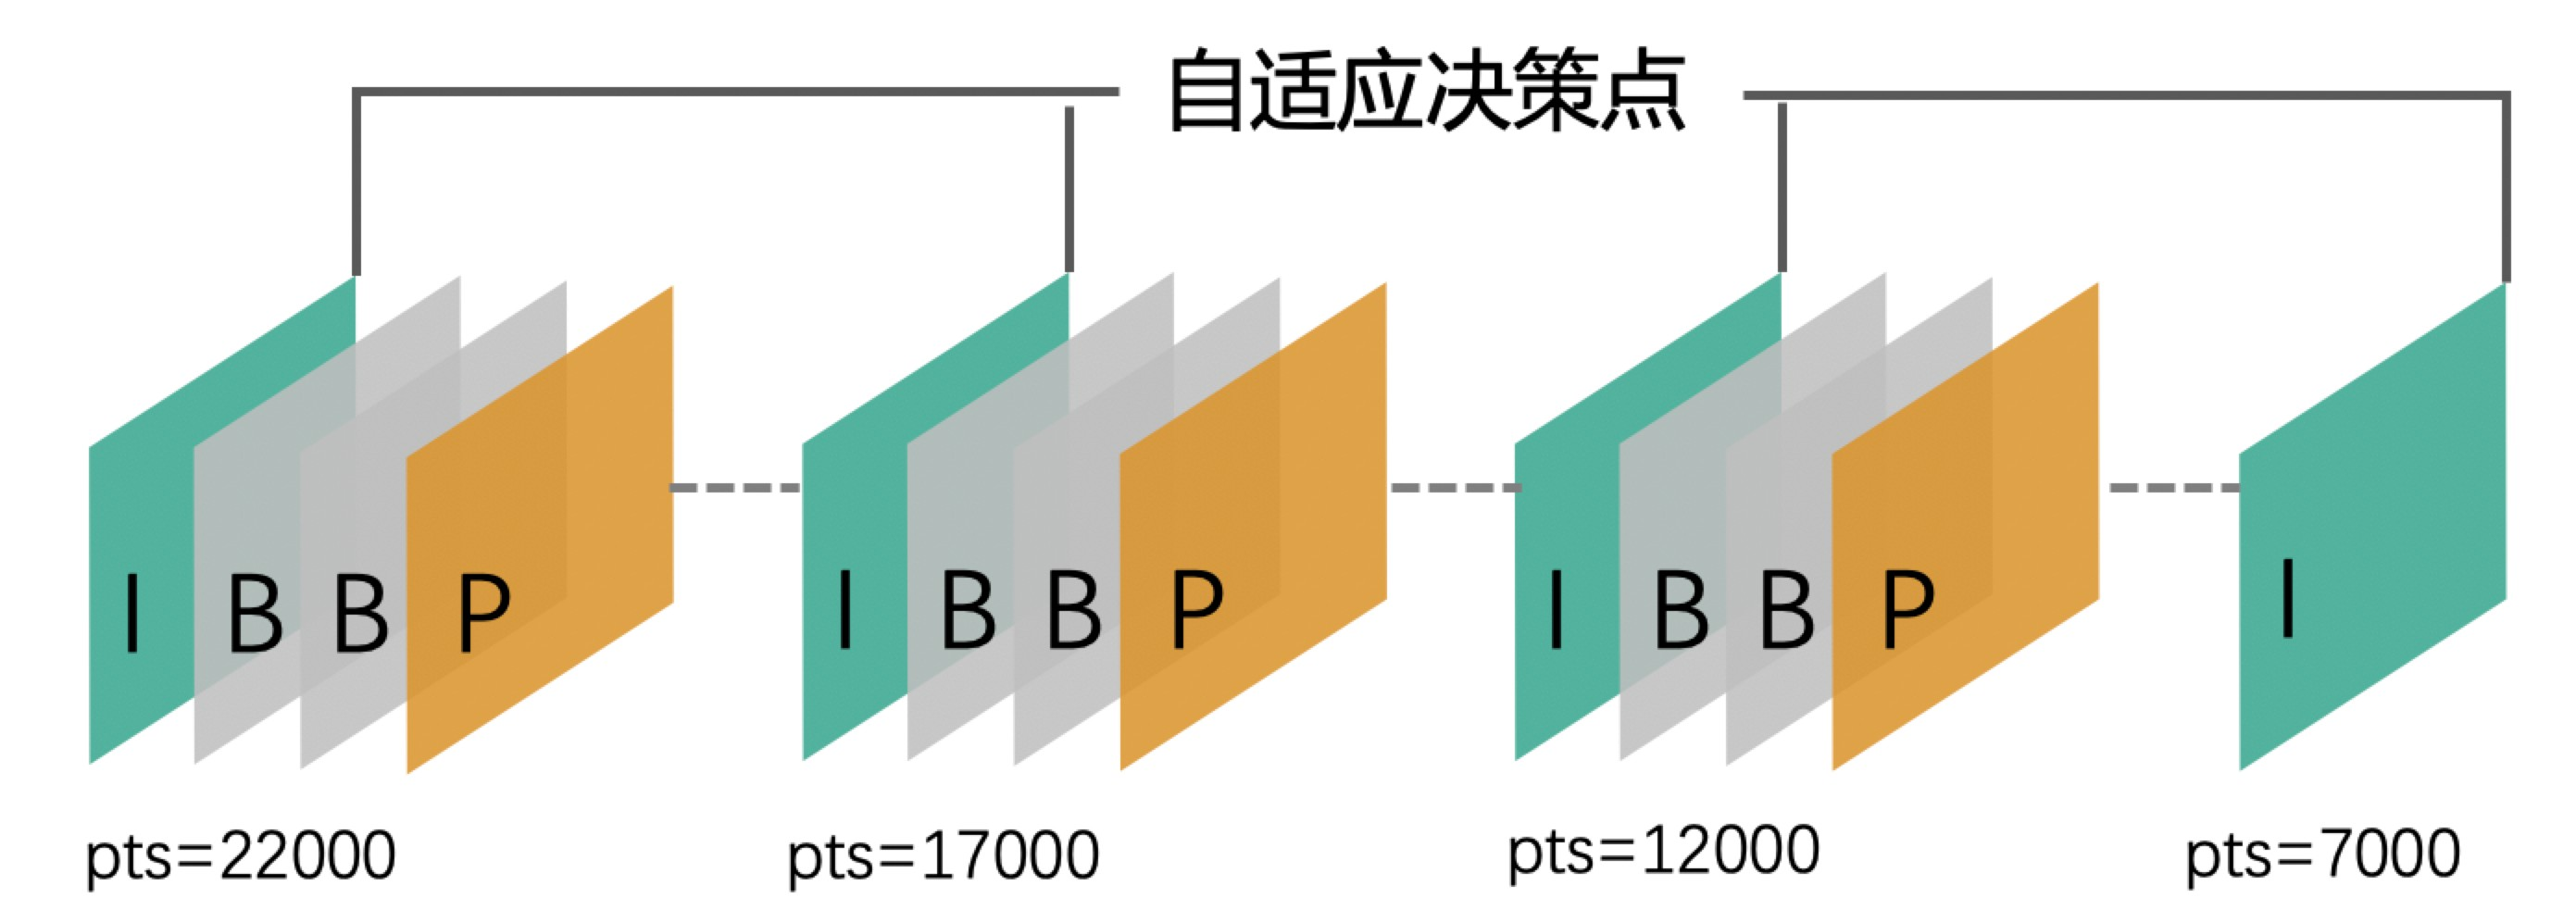 自适应决策点
I B B P I B B P I B B P I
pts=22000 pts=17000 pts=12000 pts=7000